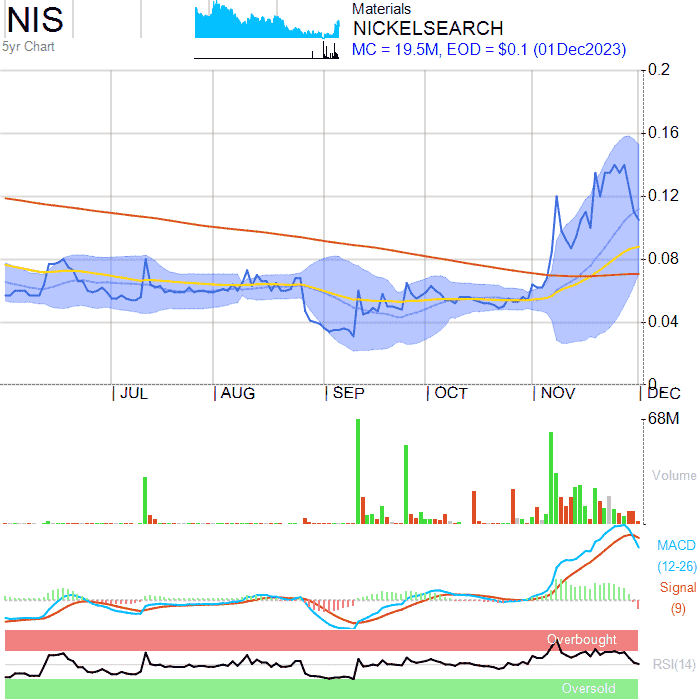 NIS
5yr Chart
Materials
NICKELSEARCH
MC = 19.5M, EOD = $0.1 (01Dec2023)
0.2
0.16
0.12
0.08
0.04
0
JUL AUG SEP OCT NOV DEC
68M
Volume
MACD
(12-26)
Signal
(9)
Overbought
RSI(14)
Oversold